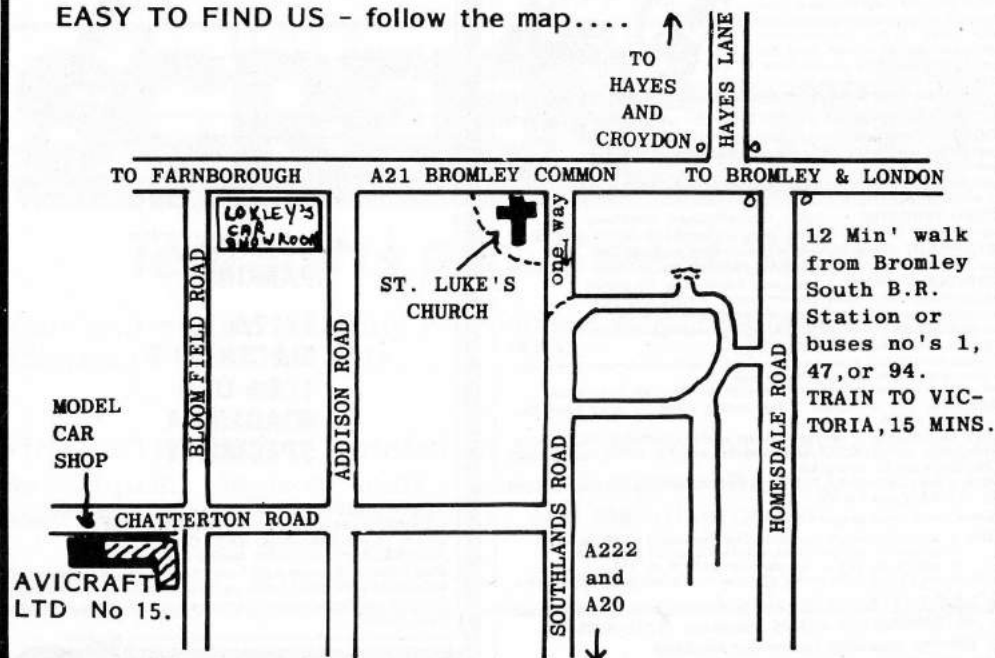 EASY TO FIND US - follow the map....
TO
HAYES
AND
CROYDON
HAYES LANE
TO FARNBOROUGH
A21 BROMLEY COMMON
TO BROMLEY & LONDON
LOXLEY'S
CAR
SHOWROOM
one way
ST. LUKE'S
CHURCH
12 Min' walk
from Bromley
South B.R.
Station or
buses no's 1,
47,or 94.
TRAIN TO VIC-
TORIA,15 MINS.
BLOOMFIELD ROAD
ADDISON ROAD
SOUTHLANDS ROAD
HOMESDALE ROAD
MODEL
CAR
SHOP
CHATTERTON ROAD
AVICRAFT
LTD No 15.
A222
and
A20